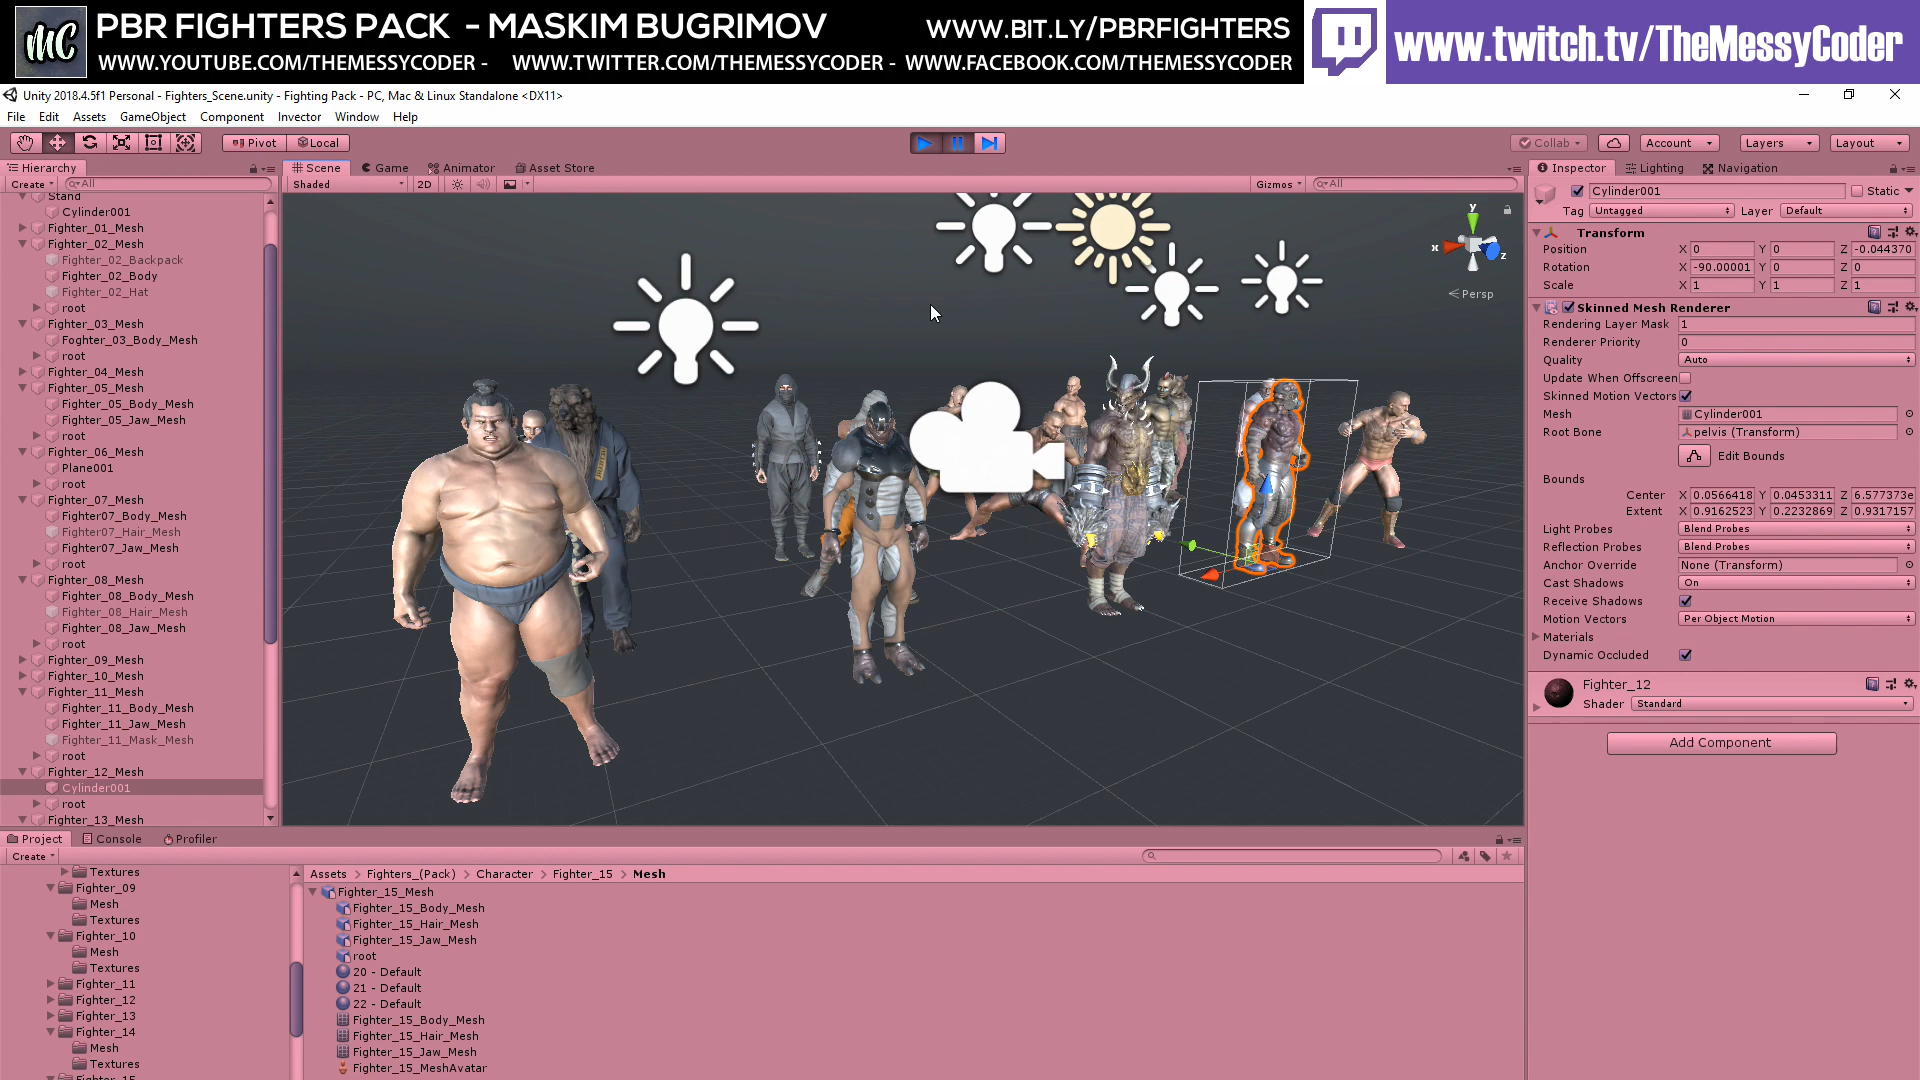 MC
PBR FIGHTERS PACK - MASKIM BUGRIMOV
WWW.BIT.LY/PBRFIGHTERS
WWW.YOUTUBE.COM/THEMESSYCODER - WWW.TWITTER.COM/THEMESSYCODER - WWW.FACEBOOK.COM/THEMESSYCODER
www.twitch.tv/TheMessyCoder
Unity 2018.4.5f1 Personal - Fighters_Scene.unity - Fighting Pack - PC, Mac & Linux Standalone <DX11>
File Edit Assets GameObject Component Invector Window Help
Pivot Local
Collab Account Layers Layout
Hierarchy
Create All
Stand
Cylinder001
Fighter_01_Mesh
Fighter_02_Mesh
Fighter_02_Backpack
Fighter_02_Body
Fighter_02_Hat
root
Fighter_03_Mesh
Foghter_03_Body_Mesh
root
Fighter_04_Mesh
Fighter_05_Mesh
Fighter_05_Body_Mesh
Fighter_05_Jaw_Mesh
root
Fighter_06_Mesh
Plane001
root
Fighter_07_Mesh
Fighter07_Body_Mesh
Fighter07_Hair_Mesh
Fighter07_Jaw_Mesh
root
Fighter_08_Mesh
Fighter_08_Body_Mesh
Fighter_08_Hair_Mesh
Fighter_08_Jaw_Mesh
root
Fighter_09_Mesh
Fighter_10_Mesh
Fighter_11_Mesh
Fighter_11_Body_Mesh
Fighter_11_Jaw_Mesh
Fighter_11_Mask_Mesh
root
Fighter_12_Mesh
Cylinder001
root
Fighter_13_Mesh
Scene Game Animator Asset Store
Shaded 2D Gizmos All
y
x
z
Persp
Inspector Lighting Navigation
Cylinder001 Static
Tag Untagged Layer Default
Transform
Position X 0 Y 0 Z -0.044370
Rotation X -90.00001 Y 0 Z 0
Scale X 1 Y 1 Z 1
Skinned Mesh Renderer
Rendering Layer Mask 1
Renderer Priority 0
Quality Auto
Update When Offscreen
Skinned Motion Vectors
Mesh Cylinder001
Root Bone pelvis (Transform)
Edit Bounds
Bounds
Center X 0.0566418 Y 0.0453311 Z 6.577373e
Extent X 0.9162523 Y 0.2232869 Z 0.9317157
Light Probes Blend Probes
Reflection Probes Blend Probes
Anchor Override None (Transform)
Cast Shadows On
Receive Shadows
Motion Vectors Per Object Motion
Materials
Dynamic Occluded
Fighter_12
Shader Standard
Add Component
Project Console Profiler
Create
Textures
Fighter_09
Mesh
Textures
Fighter_10
Mesh
Textures
Fighter_11
Fighter_12
Fighter_13
Fighter_14
Mesh
Textures
Fighter_15
Assets Fighters_(Pack) Character Fighter_15 Mesh
Fighter_15_Mesh
Fighter_15_Body_Mesh
Fighter_15_Hair_Mesh
Fighter_15_Jaw_Mesh
root
20 - Default
21 - Default
22 - Default
Fighter_15_Body_Mesh
Fighter_15_Hair_Mesh
Fighter_15_Jaw_Mesh
Fighter_15_MeshAvatar